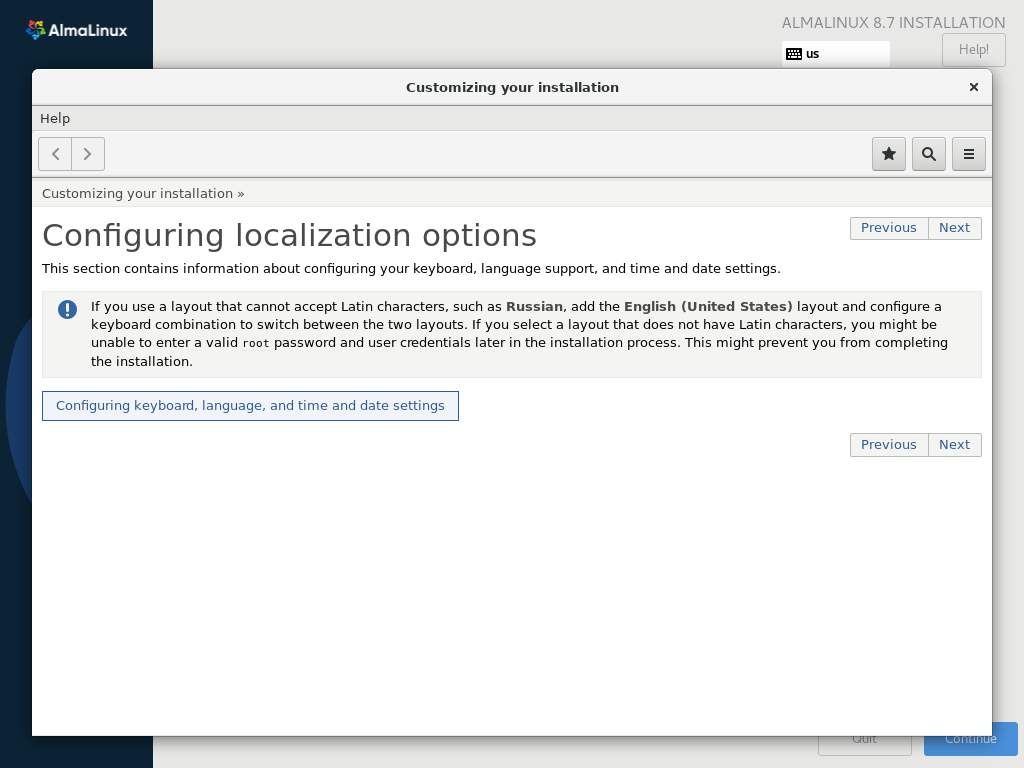 AlmaLinux
ALMALINUX 8.7 INSTALLATION
us
Help!
Customizing your installation
Help
Customizing your installation »
Configuring localization options
Previous
Next
This section contains information about configuring your keyboard, language support, and time and date settings.
If you use a layout that cannot accept Latin characters, such as Russian, add the English (United States) layout and configure a
keyboard combination to switch between the two layouts. If you select a layout that does not have Latin characters, you might be
unable to enter a valid root password and user credentials later in the installation process. This might prevent you from completing
the installation.
Configuring keyboard, language, and time and date settings
Previous
Next
Quit
Continue